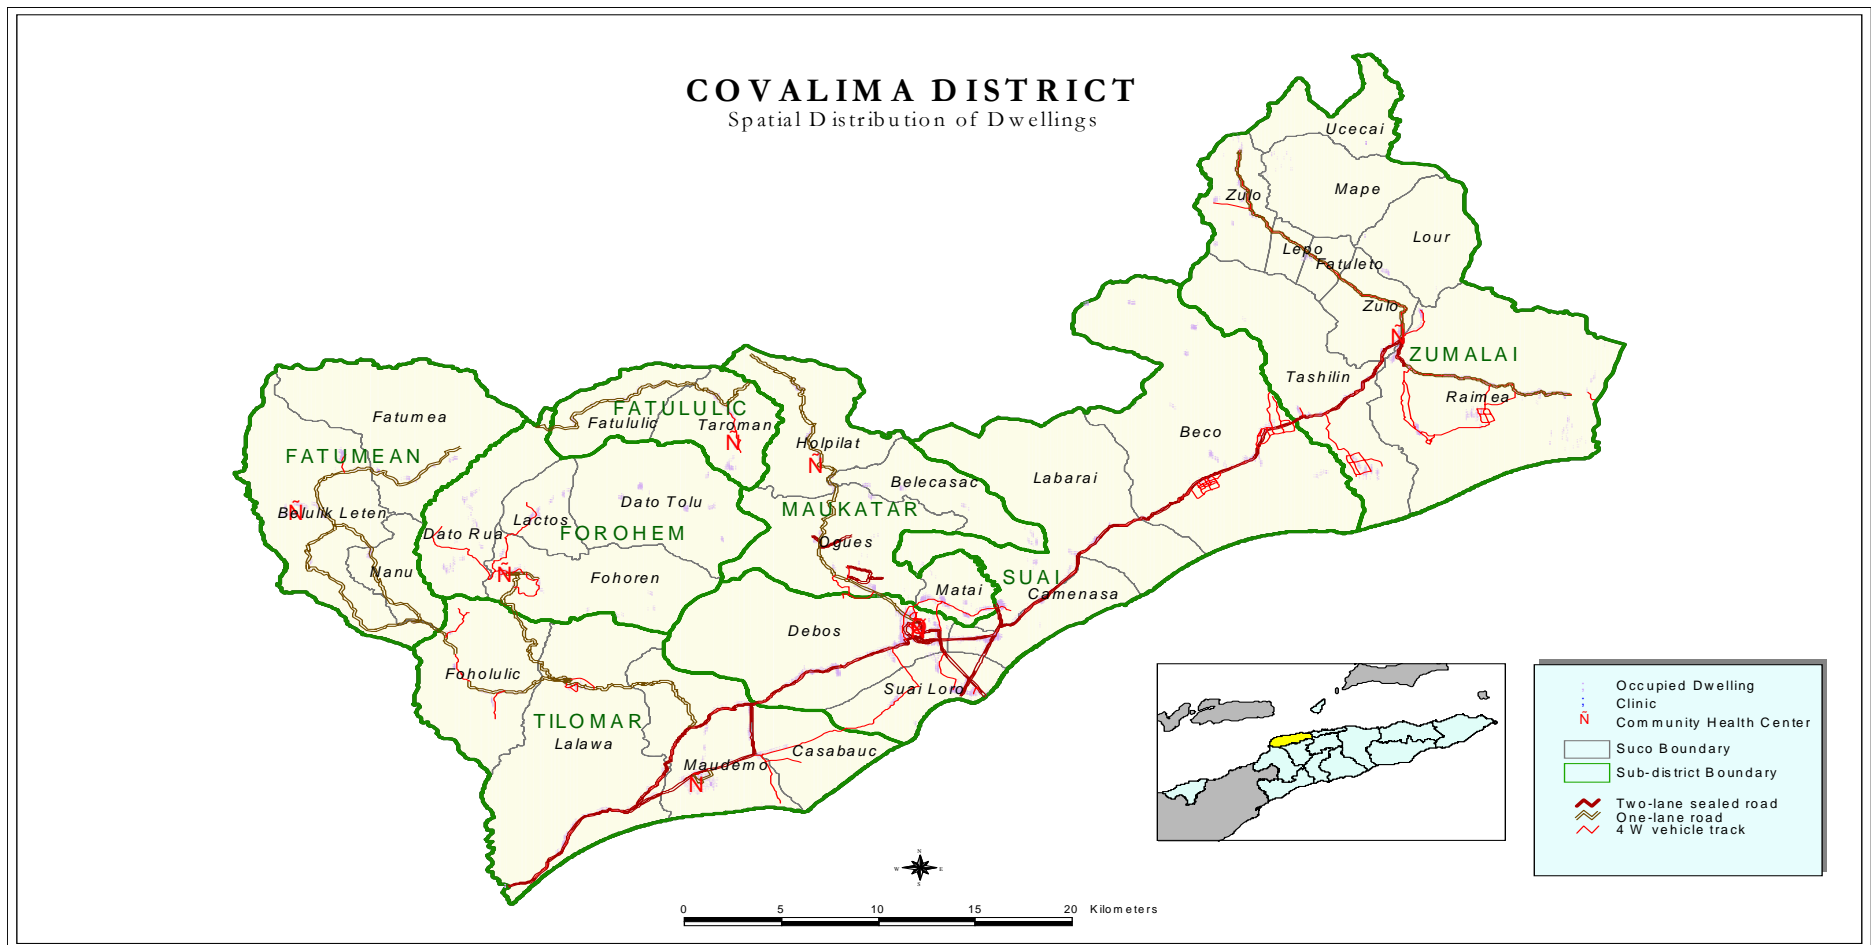 COVALIMA DISTRICT
Spatial Distribution of Dwellings
Ucecai
Mape
Zulo
Lour
Lepo
Fatuleto
Zulo
Ñ
ZUMALAI
Tashilin
Raimea
Beco
FATULULIC
Fatululic
Taroman
Ñ
Fatumea
Holpilat
Ñ
FATUMEAN
Labarai
Belecasac
Dato Tolu
MAUKATAR
Ñ
Belulik Leten
Lactos
Dato Rua
FOROHEM
Ogues
Nanu
Ñ
Fohoren
SUAI
Matai
Camenasa
Debos
Foholulic
Suai Loro
TILOMAR
Lalawa
Casabauc
Maudemo
Ñ
Occupied Dwelling
Clinic
Ñ Community Health Center
Suco Boundary
Sub-district Boundary
Two-lane sealed road
One-lane road
4 W vehicle track
N
W E
S
0 5 10 15 20 Kilometers